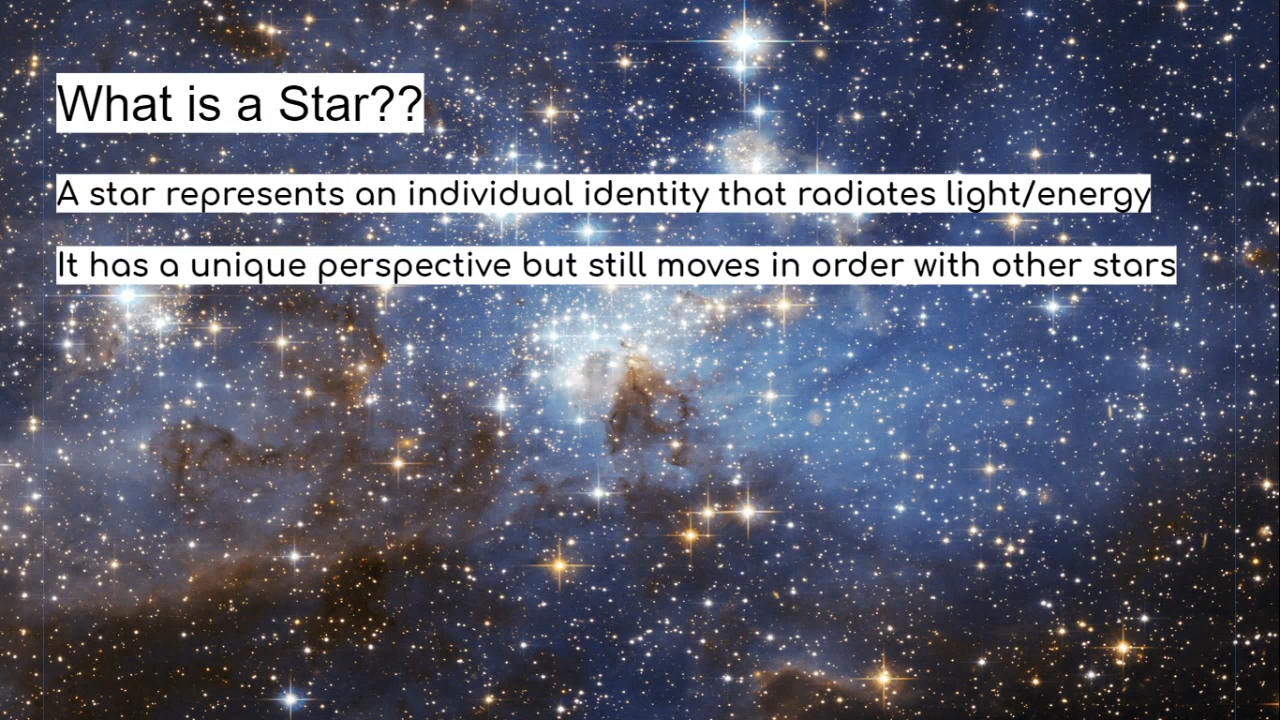 What is a Star??
A star represents an individual identity that radiates light/energy
It has a unique perspective but still moves in order with other stars